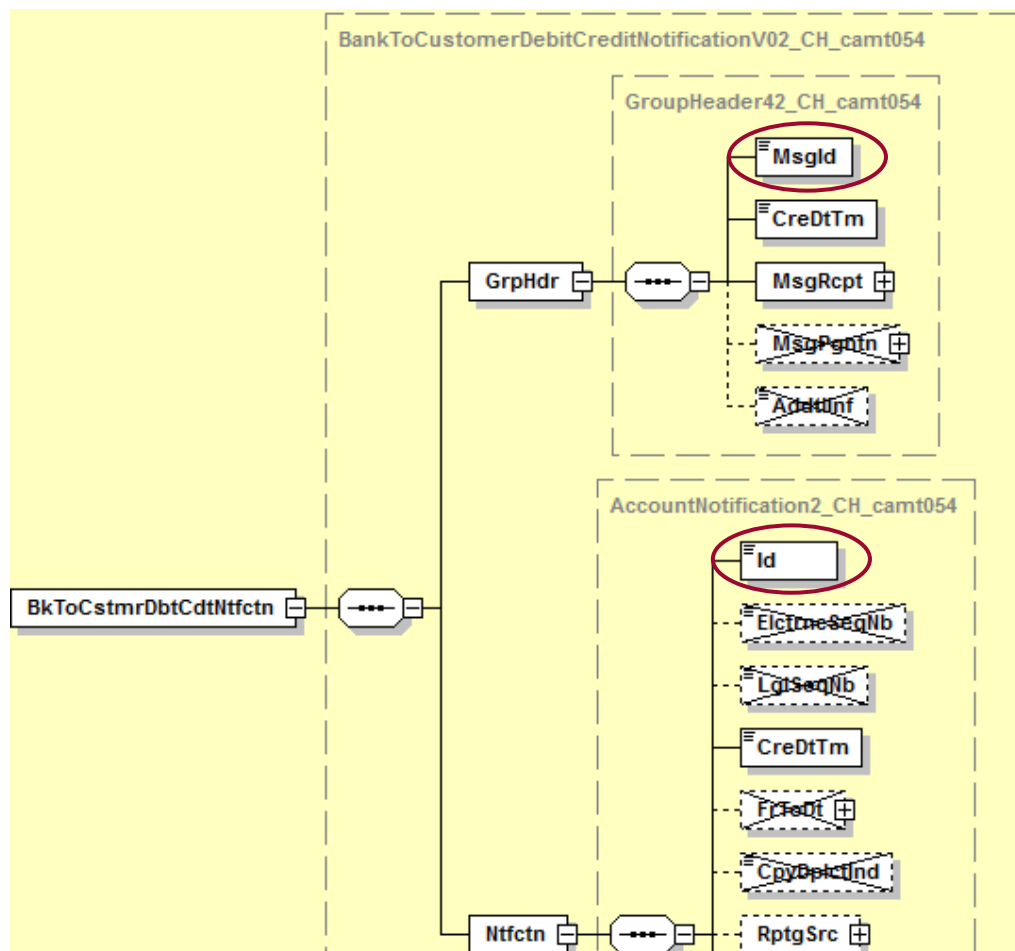 BankToCustomerDebitCreditNotificationV02_CH_camt054
GroupHeader42_CH_camt054
MsgId
CreDtTm
GrpHdr
MsgRcpt
MsgPgntn
AddtlInf
AccountNotification2_CH_camt054
Id
BkToCstmrDbtCdtNtfctn
ElctrncSeqNb
LglSeqNb
CreDtTm
FrToDt
CpyDplctInd
Ntfctn
RptgSrc